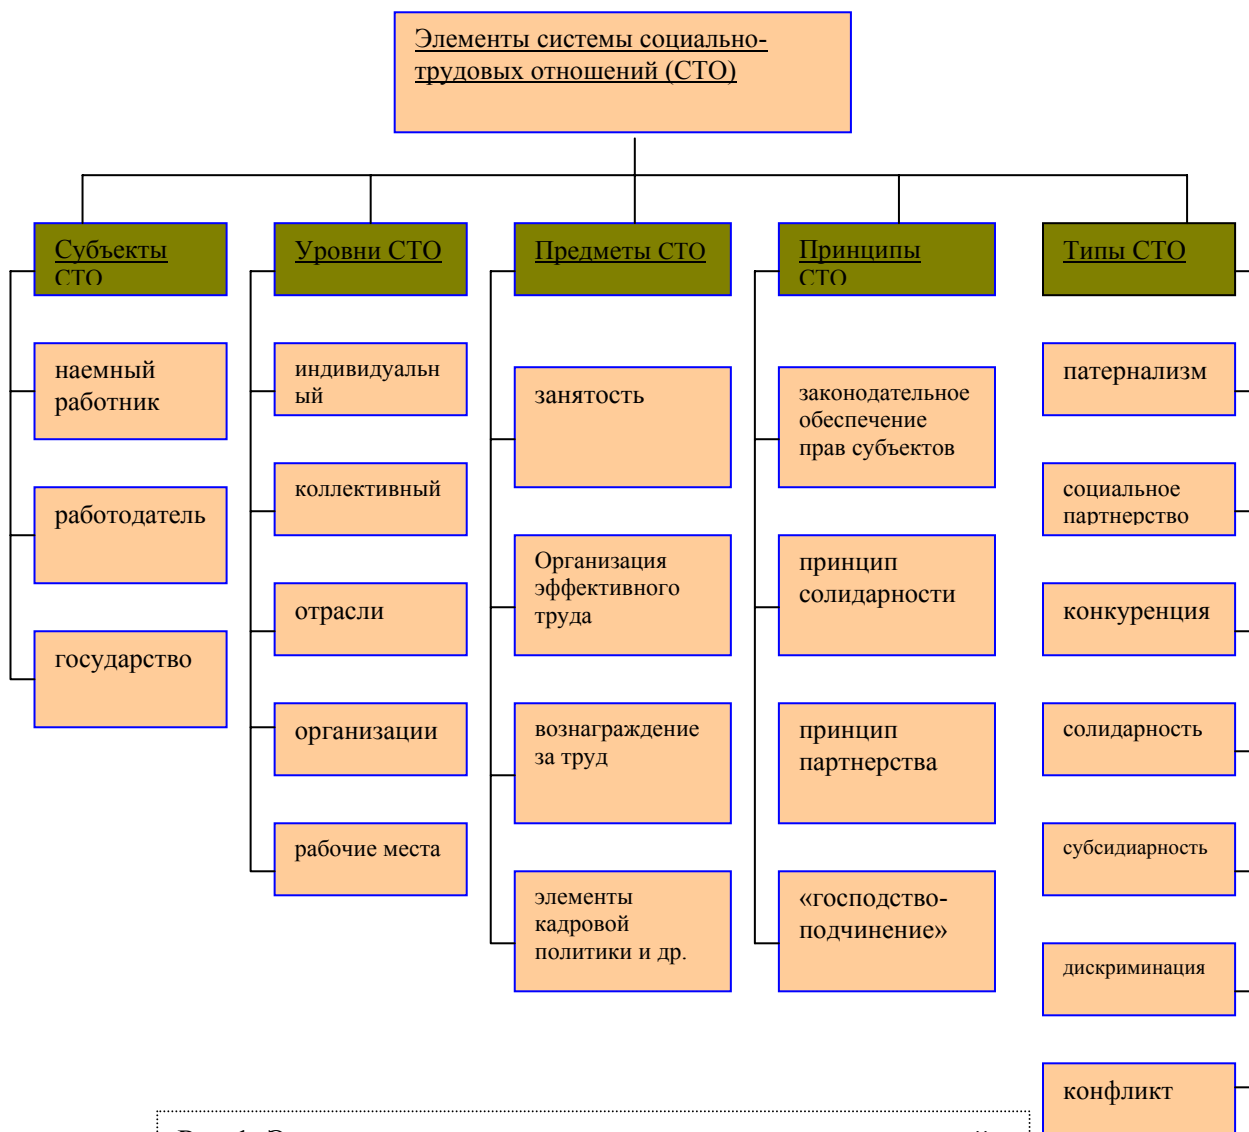 Элементы системы социально-
трудовых отношений (СТО)
Субъекты
СТО
наемный
работник
работодатель
государство
Уровни СТО
индивидуальн
ый
коллективный
отрасли
организации
рабочие места
Предметы СТО
занятость
Организация
эффективного
труда
вознаграждение
за труд
элементы
кадровой
политики и др.
Принципы
СТО
законодательное
обеспечение
прав субъектов
принцип
солидарности
принцип
партнерства
«господство-
подчинение»
Типы СТО
патернализм
социальное
партнерство
конкуренция
солидарность
субсидиарность
дискриминация
конфликт